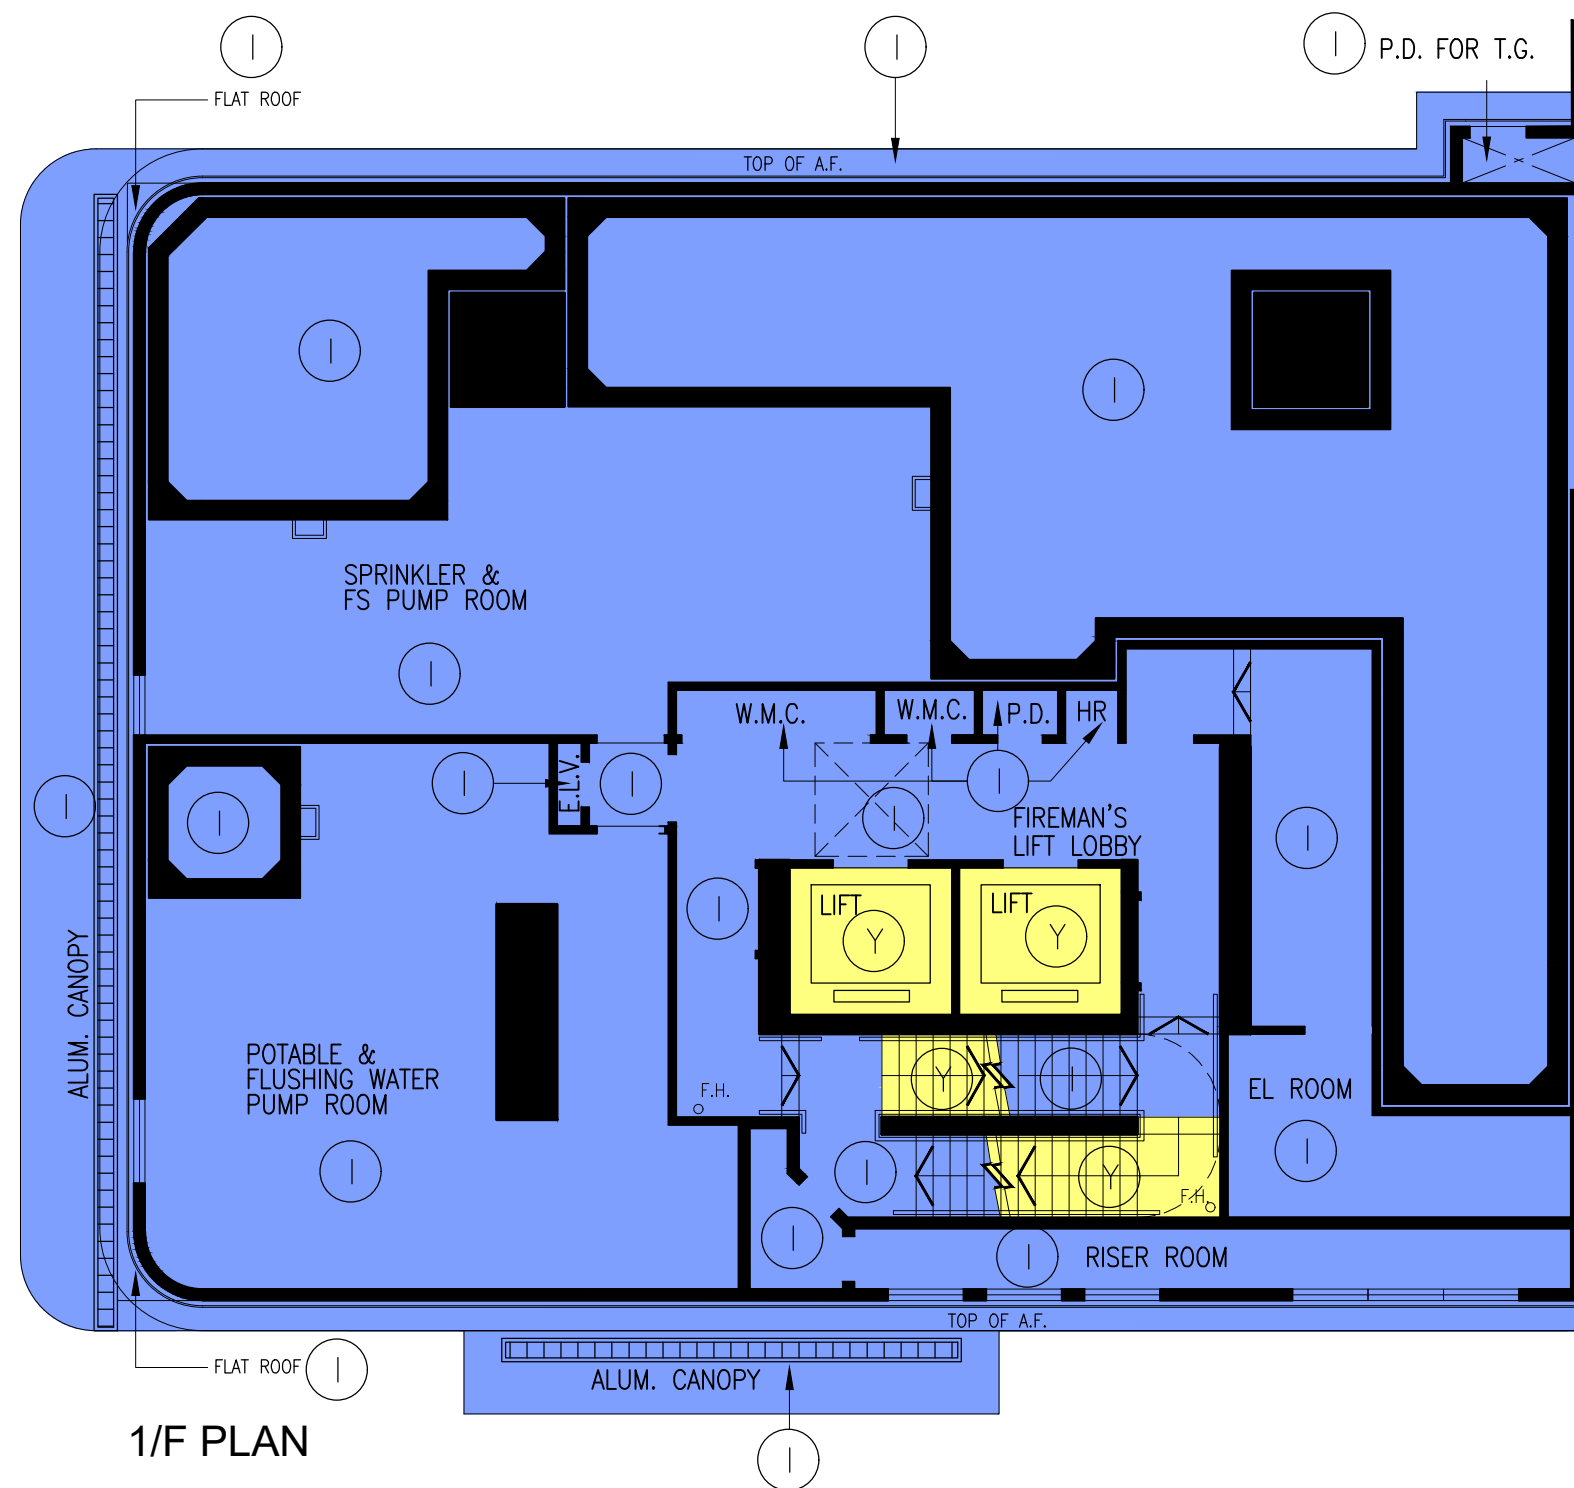 I
I
I
P.D. FOR T.G.
FLAT ROOF
TOP OF A.F.
I
I
SPRINKLER &
FS PUMP ROOM
I
W.M.C.
W.M.C.
P.D.
HR
I
E.L.V.
I
I
I
I
I
I
FIREMAN'S
LIFT LOBBY
I
I
LIFT
Y
LIFT
Y
ALUM. CANOPY
POTABLE &
FLUSHING WATER
PUMP ROOM
F.H.
Y
I
EL ROOM
I
I
I
Y
F.H.
I
I
RISER ROOM
TOP OF A.F.
FLAT ROOF
I
ALUM. CANOPY
1/F PLAN
I